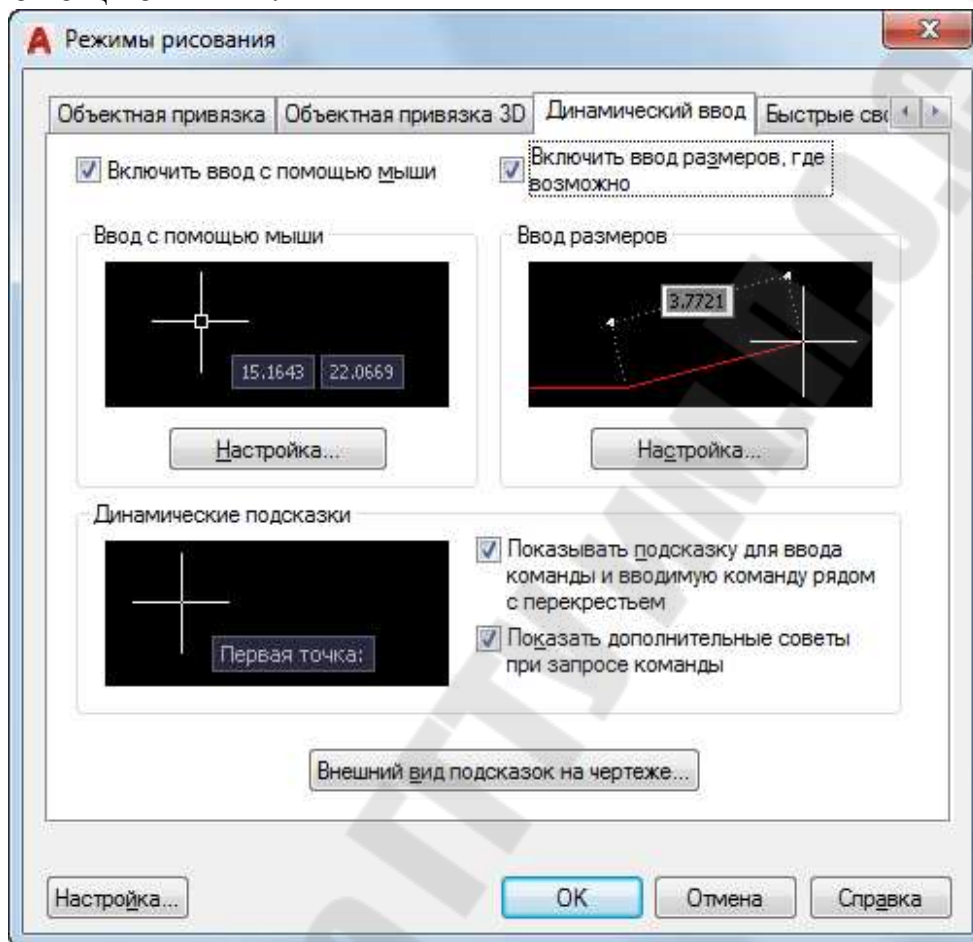 Режимы рисования
Объектная привязка Объектная привязка 3D Динамический ввод Быстрые сво
Включить ввод с помощью мыши
Включить ввод размеров, где
возможно
Ввод с помощью мыши
Ввод размеров
3.7721
15.1643 22.0669
Настройка...
Настройка...
Динамические подсказки
Первая точка:
Показывать подсказку для ввода
команды и вводимую команду рядом
с перекрестьем
Показать дополнительные советы
при запросе команды
Внешний вид подсказок на чертеже...
Настройка...
OK Отмена Справка